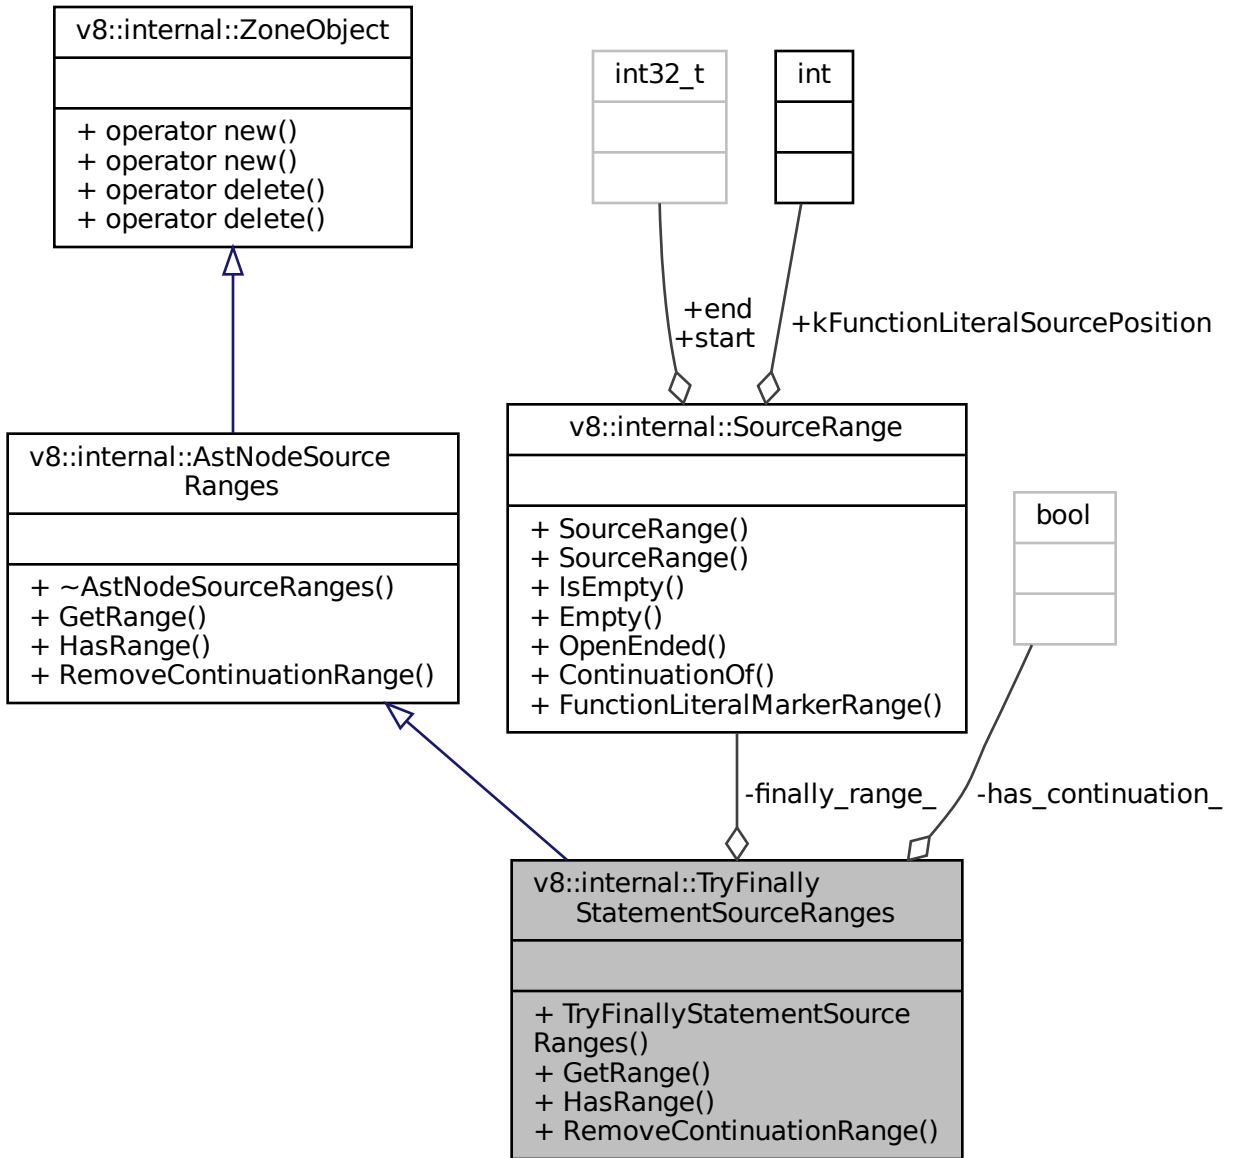 v8::internal::ZoneObject
+ operator new()
+ operator new()
+ operator delete()
+ operator delete()
int32_t
int
+end
+start
+kFunctionLiteralSourcePosition
v8::internal::AstNodeSource
Ranges
+ ~AstNodeSourceRanges()
+ GetRange()
+ HasRange()
+ RemoveContinuationRange()
v8::internal::SourceRange
+ SourceRange()
+ SourceRange()
+ IsEmpty()
+ Empty()
+ OpenEnded()
+ ContinuationOf()
+ FunctionLiteralMarkerRange()
bool
-finally_range_
-has_continuation_
v8::internal::TryFinally
StatementSourceRanges
+ TryFinallyStatementSource
Ranges()
+ GetRange()
+ HasRange()
+ RemoveContinuationRange()